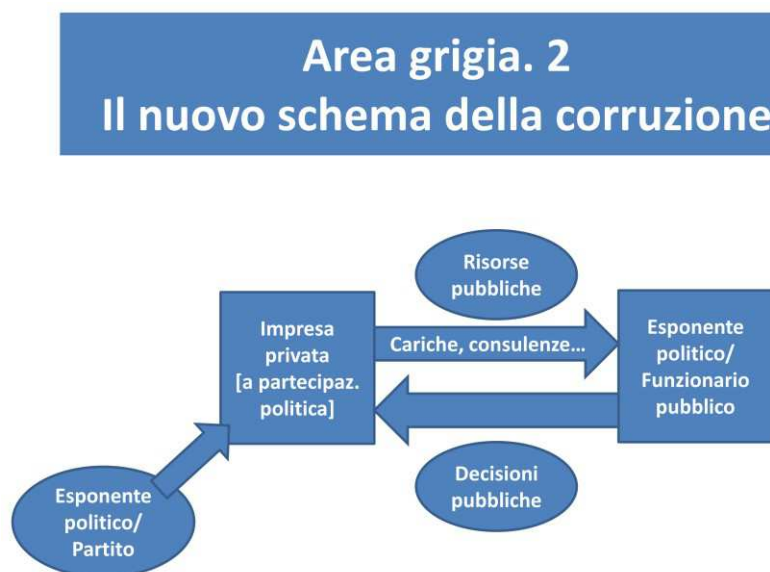 Area grigia. 2
Il nuovo schema della corruzione
Risorse
pubbliche
Impresa
privata
[a partecipaz.
politica]
Cariche, consulenze...
Esponente
politico/
Funzionario
pubblico
Decisioni
pubbliche
Esponente
politico/
Partito